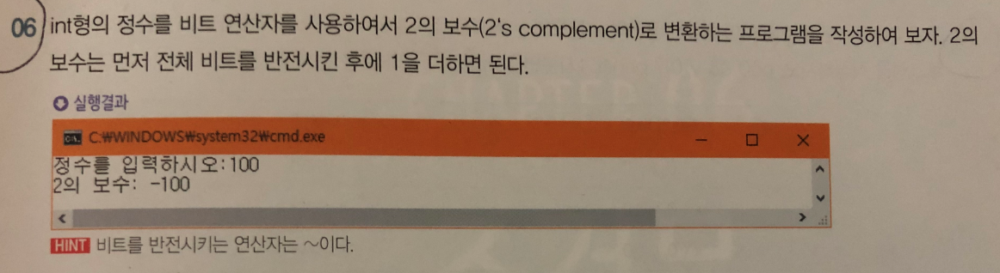 06 int형의 정수를 비트 연산자를 사용하여서 2의 보수(2's complement)로 변환하는 프로그램을 작성하여 보자. 2의
보수는 먼저 전체 비트를 반전시킨 후에 1을 더하면 된다.
실행결과
C:₩WINDOWS₩system32₩cmd.exe
정수를 입력하시오:100
2의 보수: -100
HINT 비트를 반전시키는 연산자는 ~이다.